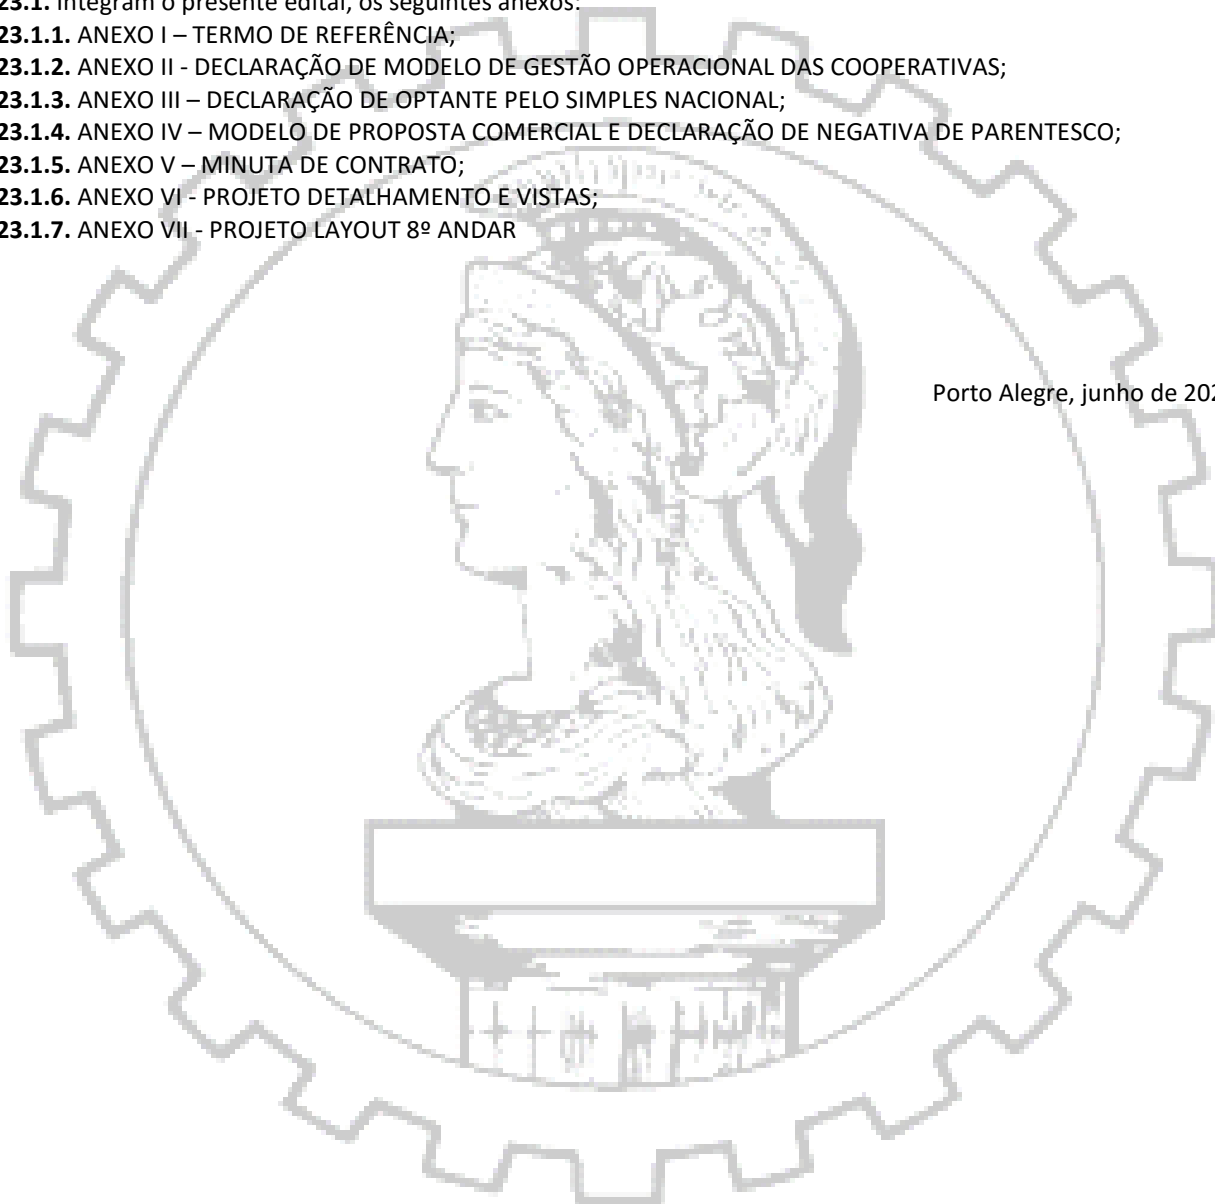 23.1. Integram o presente edital, os seguintes anexos:
23.1.1. ANEXO I – TERMO DE REFERÊNCIA;
23.1.2. ANEXO II - DECLARAÇÃO DE MODELO DE GESTÃO OPERACIONAL DAS COOPERATIVAS;
23.1.3. ANEXO III – DECLARAÇÃO DE OPTANTE PELO SIMPLES NACIONAL;
23.1.4. ANEXO IV – MODELO DE PROPOSTA COMERCIAL E DECLARAÇÃO DE NEGATIVA DE PARENTESCO;
23.1.5. ANEXO V – MINUTA DE CONTRATO;
23.1.6. ANEXO VI - PROJETO DETALHAMENTO E VISTAS;
23.1.7. ANEXO VII - PROJETO LAYOUT 8º ANDAR
Porto Alegre, junho de